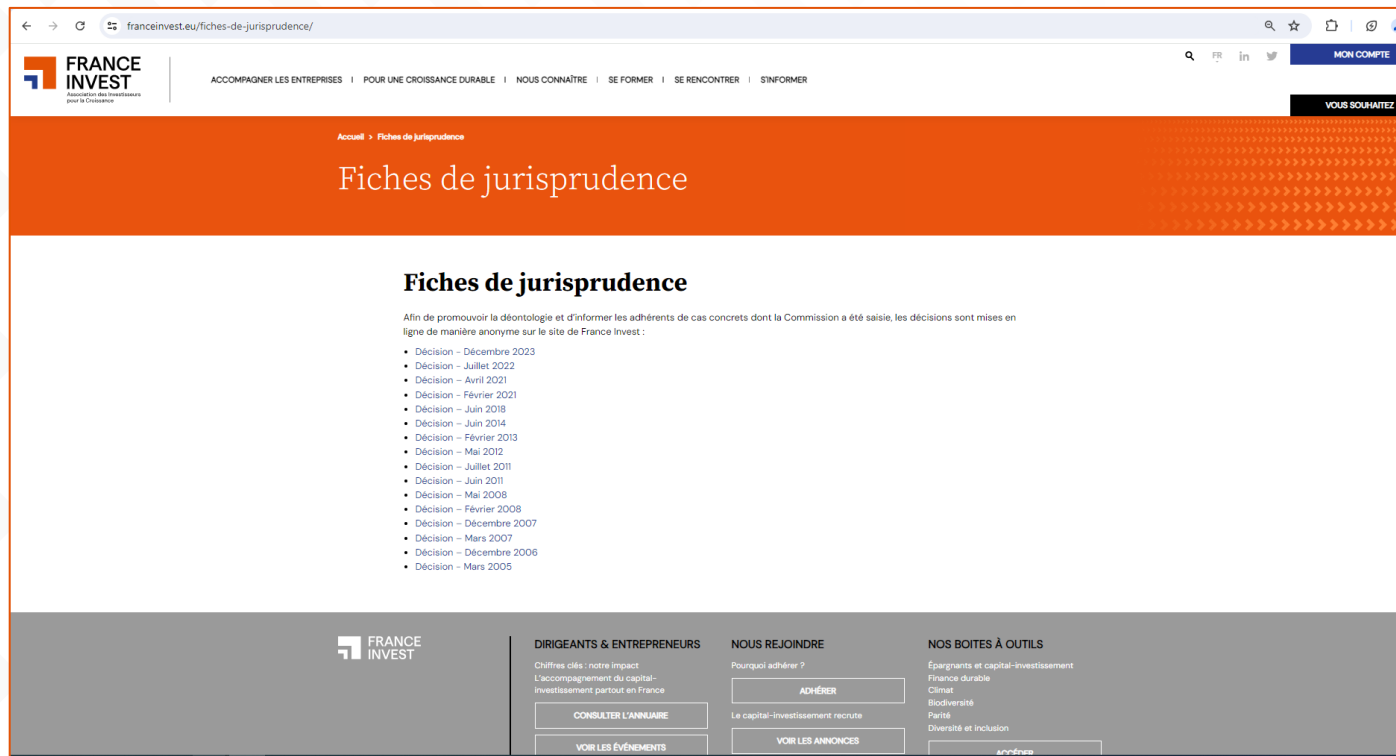 franceinvest.eu/fiches-de-jurisprudence/
FRANCE
INVEST
Association des Investisseurs
pour la Croissance
ACCOMPAGNER LES ENTREPRISES | POUR UNE CROISSANCE DURABLE | NOUS CONNAÎTRE | SE FORMER | SE RENCONTRER | S'INFORMER
FR
in
MON COMPTE
VOUS SOUHAITEZ
Accueil > Fiches de jurisprudence
Fiches de jurisprudence
Fiches de jurisprudence
Afin de promouvoir la déontologie et d'informer les adhérents de cas concrets dont la Commission a été saisie, les décisions sont mises en
ligne de manière anonyme sur le site de France Invest :
• Décision – Décembre 2023
• Décision - Juillet 2022
• Décision – Avril 2021
• Décision - Février 2021
• Décision – Juin 2018
• Décision – Juin 2014
• Décision – Février 2013
• Décision – Mai 2012
• Décision – Juillet 2011
• Décision – Juin 2011
• Décision – Mai 2008
• Décision – Février 2008
• Décision – Décembre 2007
• Décision – Mars 2007
• Décision – Décembre 2006
• Décision – Mars 2005
FRANCE
INVEST
DIRIGEANTS & ENTREPRENEURS
Chiffres clés : notre impact
L'accompagnement du capital-
investissement partout en France
CONSULTER L'ANNUAIRE
VOIR LES ÉVÉNEMENTS
NOUS REJOINDRE
Pourquoi adhérer ?
ADHÉRER
Le capital-investissement recrute
VOIR LES ANNONCES
NOS BOITES À OUTILS
Épargnants et capital-investissement
Finance durable
Climat
Biodiversité
Parité
Diversité et inclusion
ACCÉDER